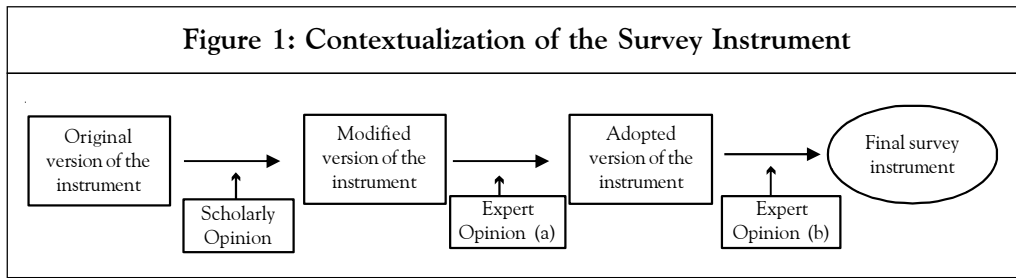 Figure 1: Contextualization of the Survey Instrument
Original
version of the
instrument
Modified
version of the
instrument
Adopted
version of the
instrument
Final survey
instrument
Scholarly
Opinion
Expert
Opinion (a)
Expert
Opinion (b)